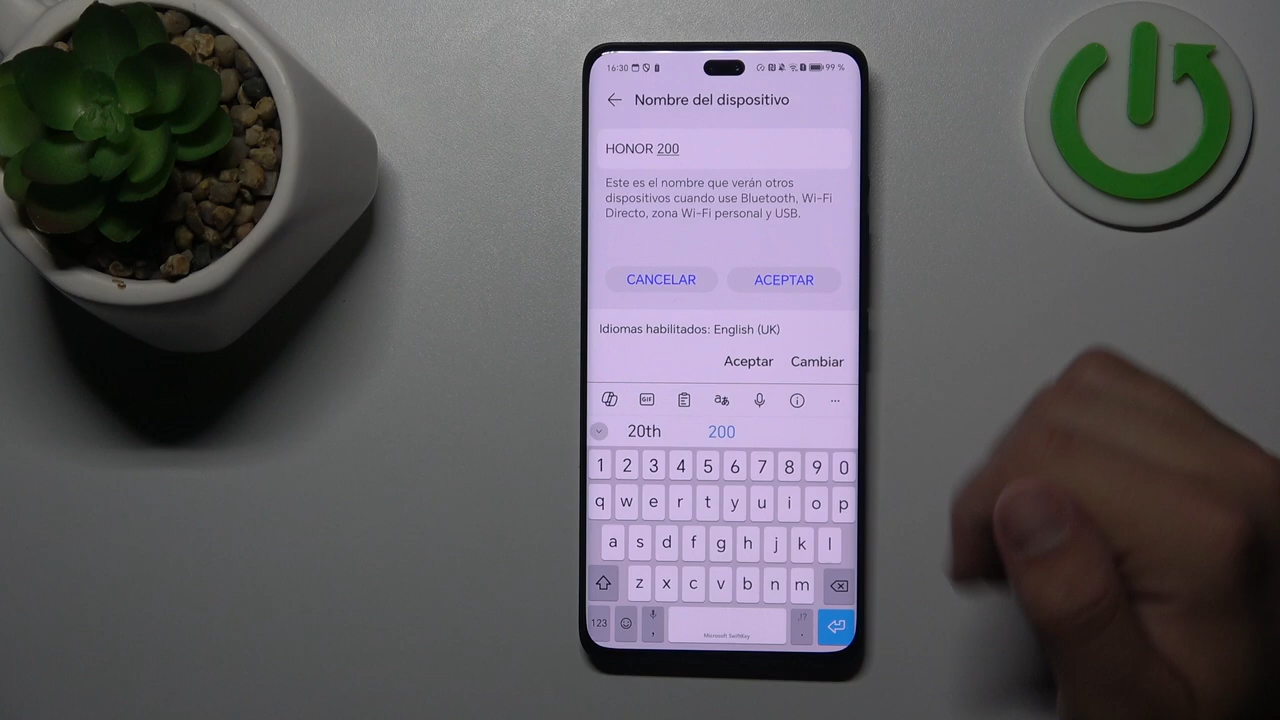 16:30
99 %
Nombre del dispositivo
HONOR 200
Este es el nombre que verán otros
dispositivos cuando use Bluetooth, Wi-Fi
Directo, zona Wi-Fi personal y USB.
CANCELAR ACEPTAR
Idiomas habilitados: English (UK)
Aceptar Cambiar
GIF
20th 200
1 2 3 4 5 6 7 8 9 0
q w e r t y u i o p
a s d f g h j k l
z x c v b n m
123 , Microsoft SwiftKey .